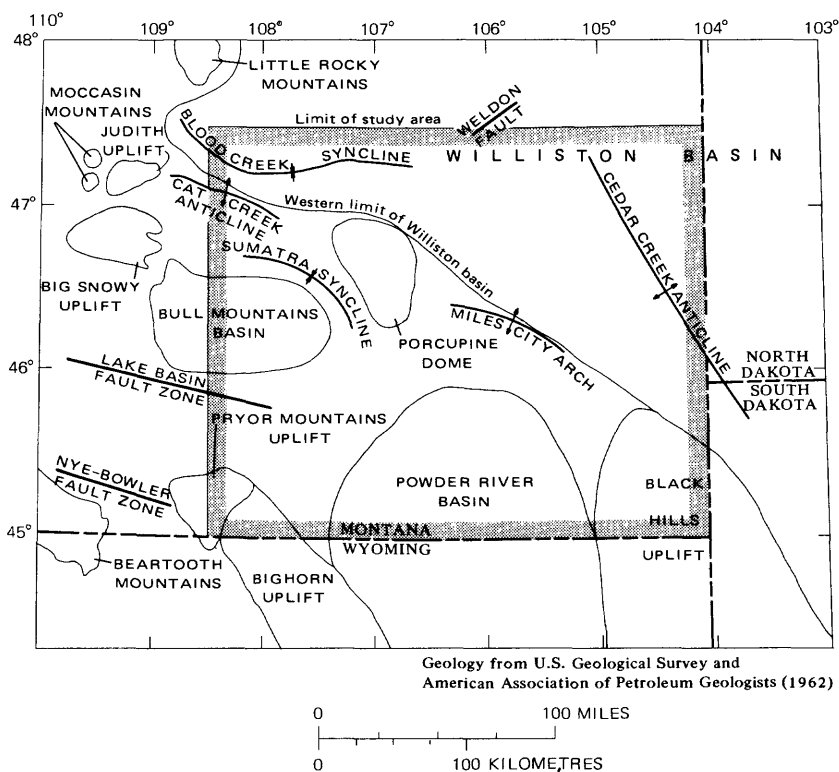 110°
109°
108°
107°
106°
105°
104°
103°
48°
LITTLE ROCKY
MOUNTAINS
MOCCASIN
MOUNTAINS
JUDITH
UPLIFT
Limit of study area
WELDON
FAULT
BLOOD CREEK SYNCLINE
WILLISTON BASIN
47°
CAT CREEK
ANTICLINE
Western limit of Williston basin
CEDAR CREEK ANTICLINE
SUMATRA SYNCLINE
BIG SNOWY
UPLIFT
BULL MOUNTAINS
BASIN
PORCUPINE
DOME
MILES CITY ARCH
46°
LAKE BASIN
FAULT ZONE
NORTH
DAKOTA
SOUTH
DAKOTA
PRYOR MOUNTAINS
UPLIFT
NYE-BOWLER
FAULT ZONE
POWDER RIVER
BASIN
BLACK
HILLS
UPLIFT
45°
MONTANA
WYOMING
BEARTOOTH
MOUNTAINS
BIGHORN
UPLIFT
Geology from U.S. Geological Survey and
American Association of Petroleum Geologists (1962)
0 100 MILES
0 100 KILOMETRES